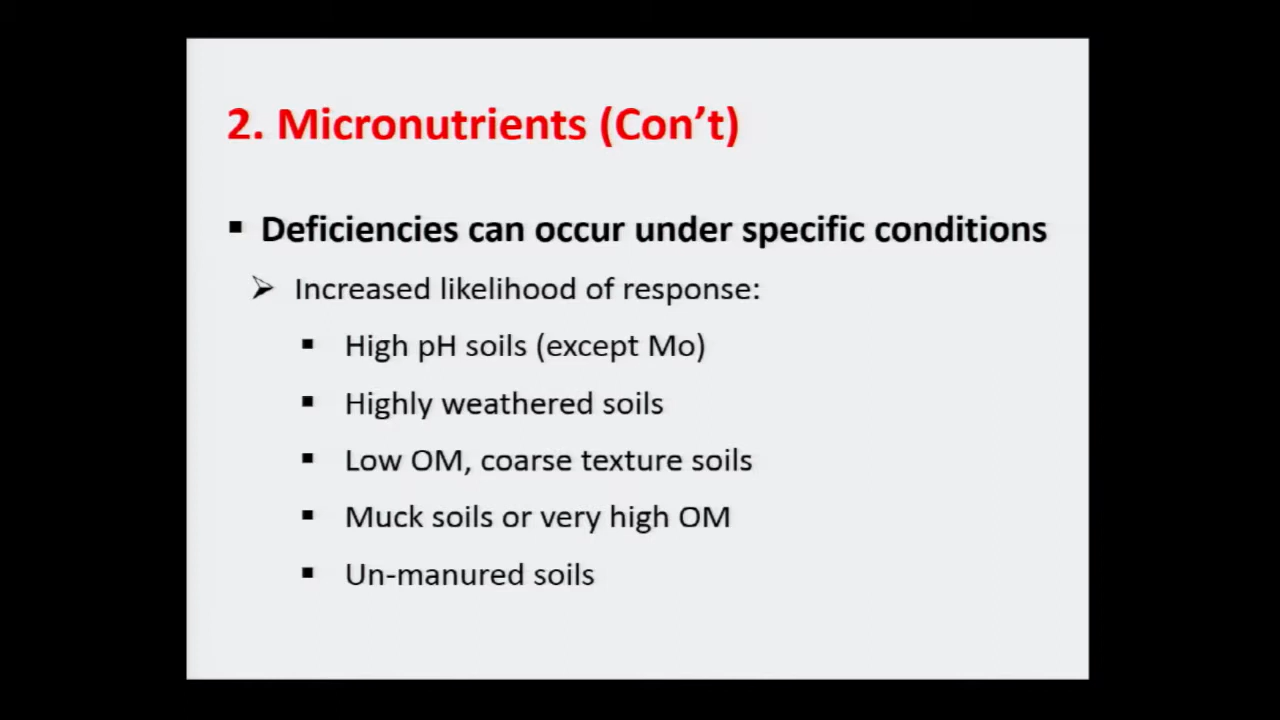 2. Micronutrients (Con’t)
▪ Deficiencies can occur under specific conditions
➢ Increased likelihood of response:
▪ High pH soils (except Mo)
▪ Highly weathered soils
▪ Low OM, coarse texture soils
▪ Muck soils or very high OM
▪ Un-manured soils